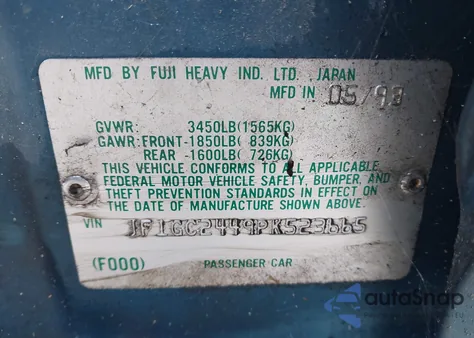 MFD BY FUJI HEAVY IND. LTD. JAPAN
MFD IN 05/93
GVWR: 3450LB(1565KG)
GAWR:FRONT-1850LB( 839KG)
REAR -1600LB( 726KG)
THIS VEHICLE CONFORMS TO ALL APPLICABLE
FEDERAL MOTOR VEHICLE SAFETY, BUMPER, AND
THEFT PREVENTION STANDARDS IN EFFECT ON
THE DATE OF MANUFACTURE SHOWN ABOVE.
VIN JF1GC2449PK523665
(F000) PASSENGER CAR
autoSnap